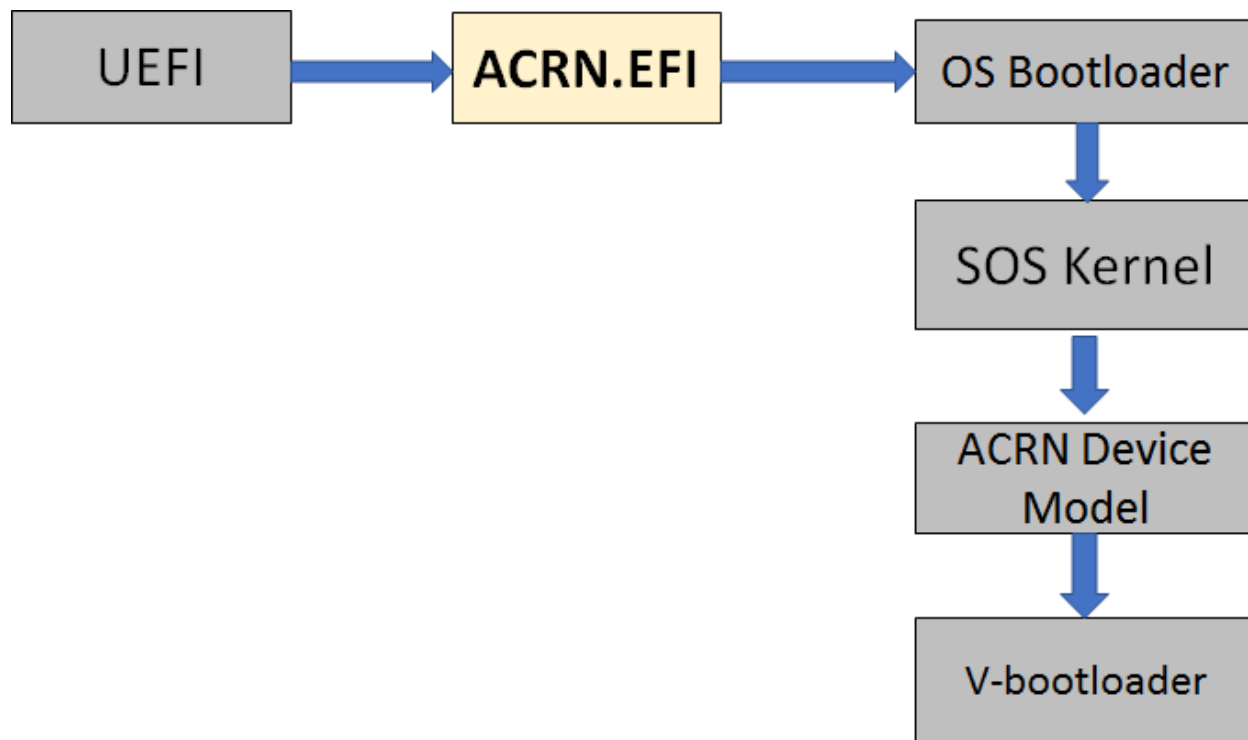 UEFI
ACRN.EFI
OS Bootloader
SOS Kernel
ACRN Device
Model
V-bootloader